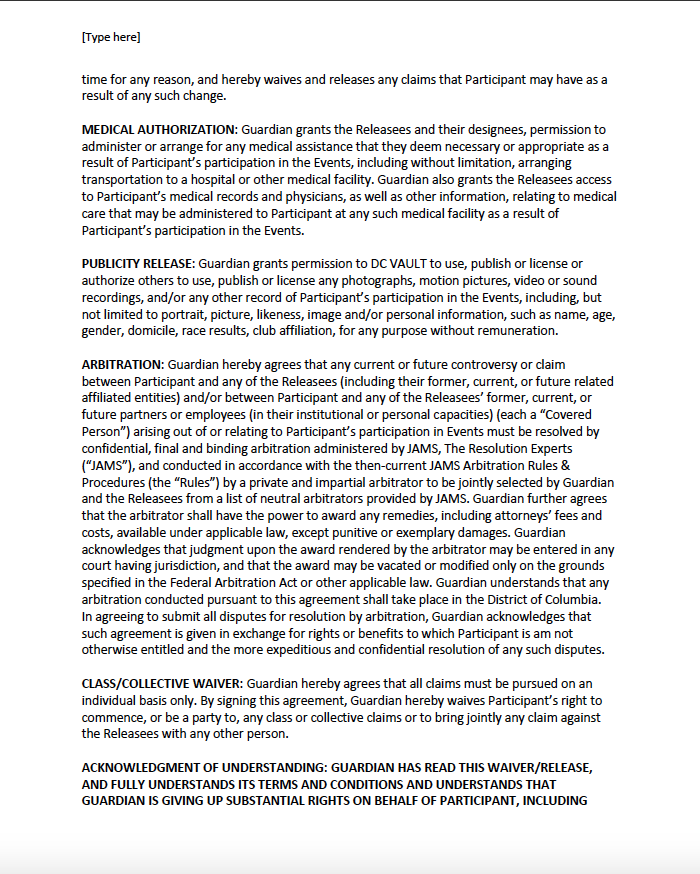 [Type here]
time for any reason, and hereby waives and releases any claims that Participant may have as a
result of any such change.
MEDICAL AUTHORIZATION: Guardian grants the Releasees and their designees, permission to
administer or arrange for any medical assistance that they deem necessary or appropriate as a
result of Participant's participation in the Events, including without limitation, arranging
transportation to a hospital or other medical facility. Guardian also grants the Releasees access
to Participant's medical records and physicians, as well as other information, relating to medical
care that may be administered to Participant at any such medical facility as a result of
Participant's participation in the Events.
PUBLICITY RELEASE: Guardian grants permission to DC VAULT to use, publish or license or
authorize others to use, publish or license any photographs, motion pictures, video or sound
recordings, and/or any other record of Participant's participation in the Events, including, but
not limited to portrait, picture, likeness, image and/or personal information, such as name, age,
gender, domicile, race results, club affiliation, for any purpose without remuneration.
ARBITRATION: Guardian hereby agrees that any current or future controversy or claim
between Participant and any of the Releasees (including their former, current, or future related
affiliated entities) and/or between Participant and any of the Releasees' former, current, or
future partners or employees (in their institutional or personal capacities) (each a "Covered
Person") arising out of or relating to Participant's participation in Events must be resolved by
confidential, final and binding arbitration administered by JAMS, The Resolution Experts
("JAMS"), and conducted in accordance with the then-current JAMS Arbitration Rules &
Procedures (the "Rules") by a private and impartial arbitrator to be jointly selected by Guardian
and the Releasees from a list of neutral arbitrators provided by JAMS. Guardian further agrees
that the arbitrator shall have the power to award any remedies, including attorneys' fees and
costs, available under applicable law, except punitive or exemplary damages. Guardian
acknowledges that judgment upon the award rendered by the arbitrator may be entered in any
court having jurisdiction, and that the award may be vacated or modified only on the grounds
specified in the Federal Arbitration Act or other applicable law. Guardian understands that any
arbitration conducted pursuant to this agreement shall take place in the District of Columbia.
In agreeing to submit all disputes for resolution by arbitration, Guardian acknowledges that
such agreement is given in exchange for rights or benefits to which Participant is am not
otherwise entitled and the more expeditious and confidential resolution of any such disputes.
CLASS/COLLECTIVE WAIVER: Guardian hereby agrees that all claims must be pursued on an
individual basis only. By signing this agreement, Guardian hereby waives Participant's right to
commence, or be a party to, any class or collective claims or to bring jointly any claim against
the Releasees with any other person.
ACKNOWLEDGMENT OF UNDERSTANDING: GUARDIAN HAS READ THIS WAIVER/RELEASE,
AND FULLY UNDERSTANDS ITS TERMS AND CONDITIONS AND UNDERSTANDS THAT
GUARDIAN IS GIVING UP SUBSTANTIAL RIGHTS ON BEHALF OF PARTICIPANT, INCLUDING